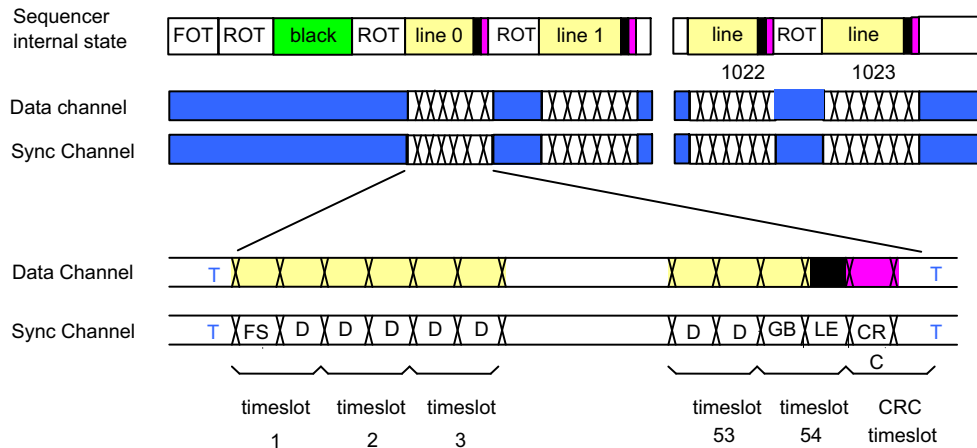 Sequencer
internal state
FOT ROT black ROT line 0 ROT line 1 line ROT line
1022 1023
Data channel
Sync Channel
Data Channel T T
Sync Channel T FS D D D D D D D GB LE CR T
C
timeslot timeslot timeslot timeslot timeslot CRC
1 2 3 53 54 timeslot